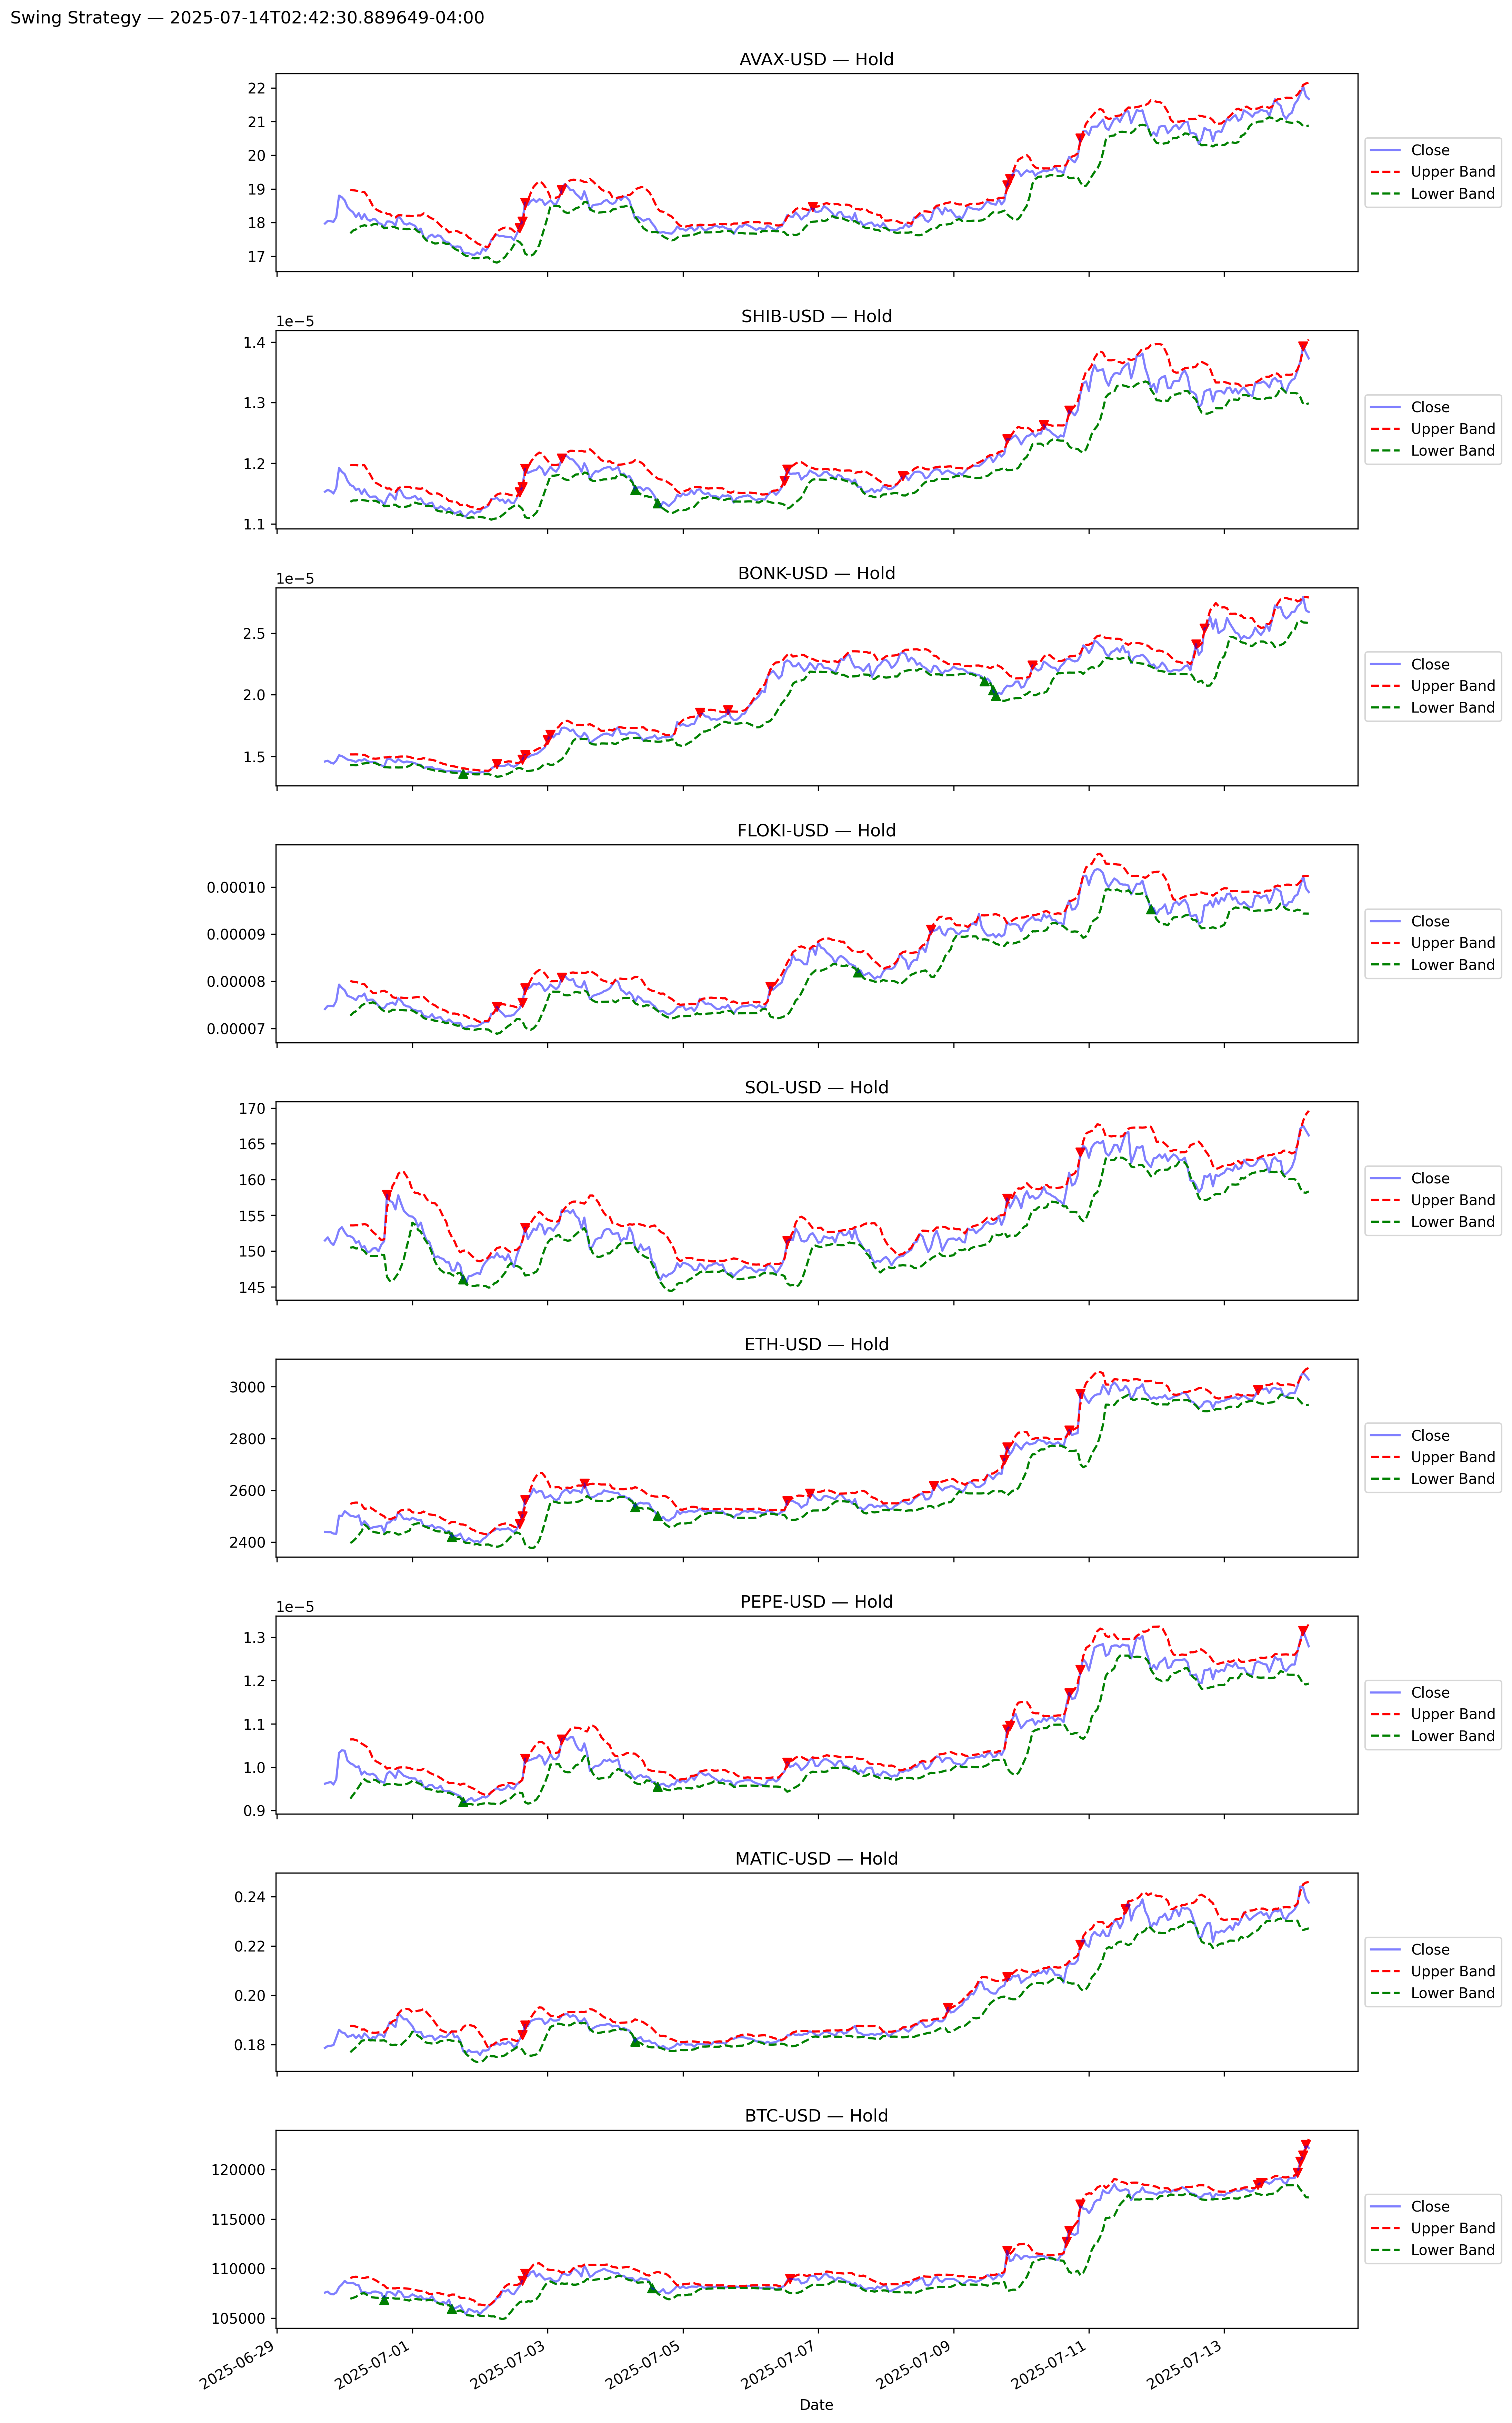 Swing Strategy — 2025-07-14T02:42:30.889649-04:00
AVAX-USD — Hold
22
21
20
19
18
17
Close
Upper Band
Lower Band
SHIB-USD — Hold
1e−5
1.4
1.3
1.2
1.1
Close
Upper Band
Lower Band
BONK-USD — Hold
1e−5
2.5
2.0
1.5
Close
Upper Band
Lower Band
FLOKI-USD — Hold
0.00010
0.00009
0.00008
0.00007
Close
Upper Band
Lower Band
SOL-USD — Hold
170
165
160
155
150
145
Close
Upper Band
Lower Band
ETH-USD — Hold
3000
2800
2600
2400
Close
Upper Band
Lower Band
PEPE-USD — Hold
1e−5
1.3
1.2
1.1
1.0
0.9
Close
Upper Band
Lower Band
MATIC-USD — Hold
0.24
0.22
0.20
0.18
Close
Upper Band
Lower Band
BTC-USD — Hold
120000
115000
110000
105000
Close
Upper Band
Lower Band
2025-06-29
2025-07-01
2025-07-03
2025-07-05
2025-07-07
2025-07-09
2025-07-11
2025-07-13
Date